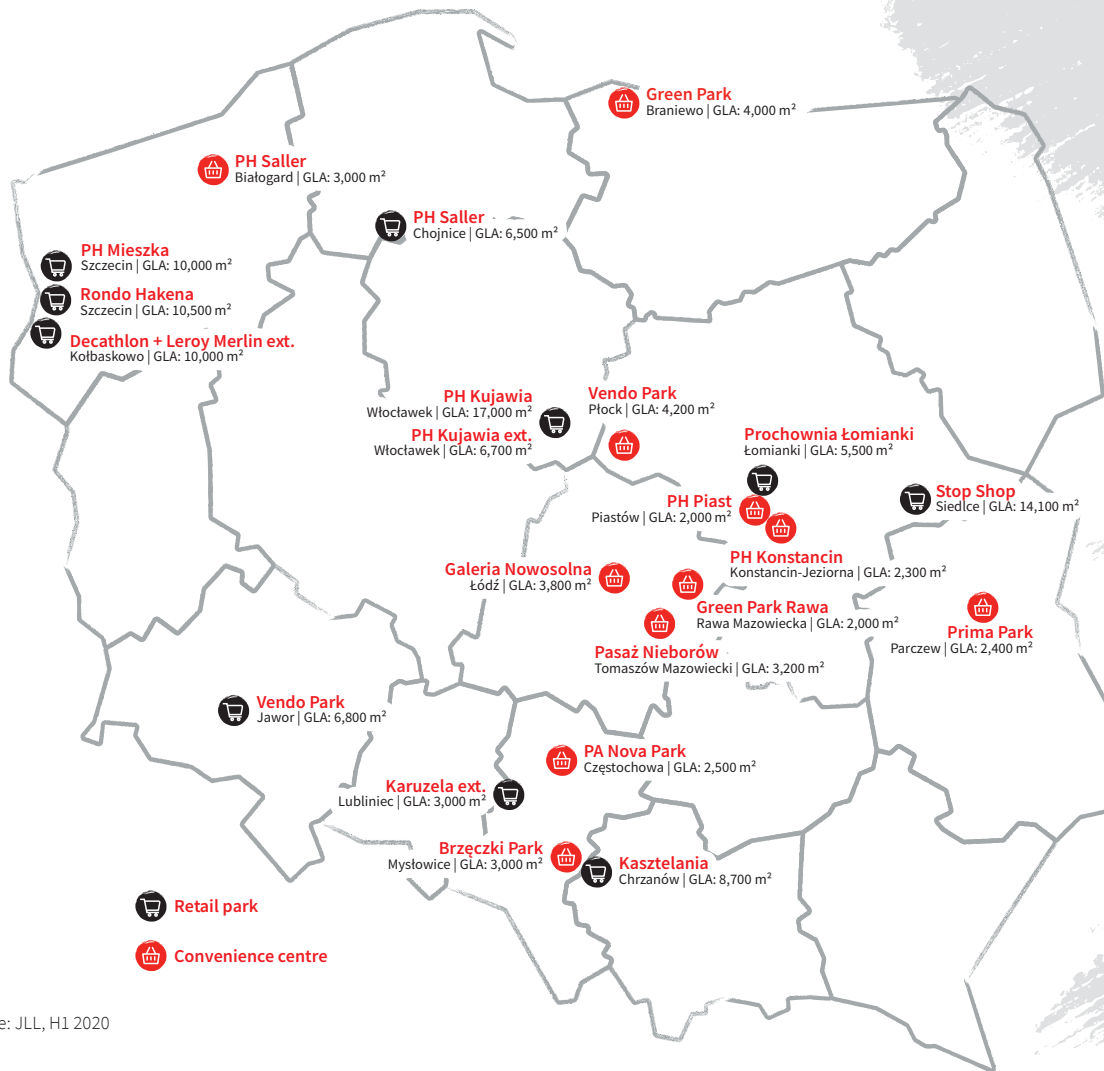 Green Park
Braniewo | GLA: 4,000 m²
PH Saller
Białogard | GLA: 3,000 m²
PH Saller
Chojnice | GLA: 6,500 m²
PH Mieszka
Szczecin | GLA: 10,000 m²
Rondo Hakena
Szczecin | GLA: 10,500 m²
Decathlon + Leroy Merlin ext.
Kołbaskowo | GLA: 10,000 m²
PH Kujawia
Włocławek | GLA: 17,000 m²
PH Kujawia ext.
Włocławek | GLA: 6,700 m²
Vendo Park
Płock | GLA: 4,200 m²
Prochownia Łomianki
Łomianki | GLA: 5,500 m²
Stop Shop
Siedlce | GLA: 14,100 m²
PH Piast
Piastów | GLA: 2,000 m²
PH Konstancin
Konstancin-Jeziorna | GLA: 2,300 m²
Galeria Nowosolna
Łódź | GLA: 3,800 m²
Green Park Rawa
Rawa Mazowiecka | GLA: 2,000 m²
Prima Park
Parczew | GLA: 2,400 m²
Pasaż Nieborów
Tomaszów Mazowiecki | GLA: 3,200 m²
Vendo Park
Jawor | GLA: 6,800 m²
PA Nova Park
Częstochowa | GLA: 2,500 m²
Karuzela ext.
Lubliniec | GLA: 3,000 m²
Brzęczki Park
Mysłowice | GLA: 3,000 m²
Kasztelania
Chrzanów | GLA: 8,700 m²
Retail park
Convenience centre
e: JLL, H1 2020